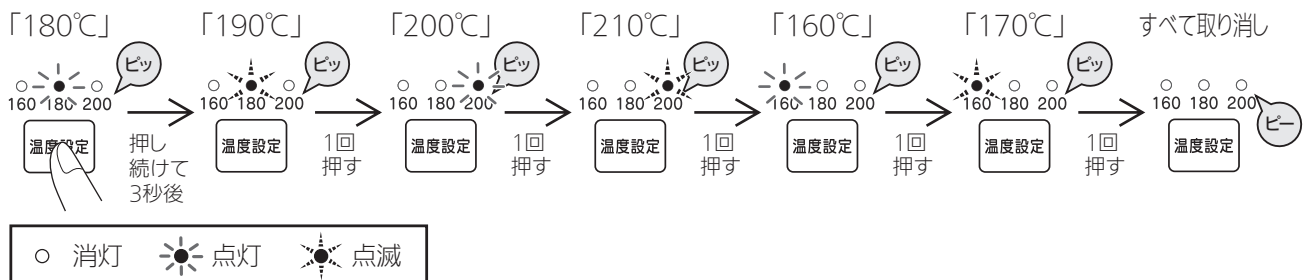 「180℃」 「190℃」 「200℃」 「210℃」 「160℃」 「170℃」 すべて取り消し
ピッ ピッ ピッ ピッ ピッ ピッ
160 180 200 160 180 200 160 180 200 160 180 200 160 180 200 160 180 200 160 180 200
ピー
温度設定 温度設定 温度設定 温度設定 温度設定 温度設定 温度設定
押し 1回 1回 1回 1回 1回
続けて 押す 押す 押す 押す 押す
3秒後
消灯 点灯 点滅